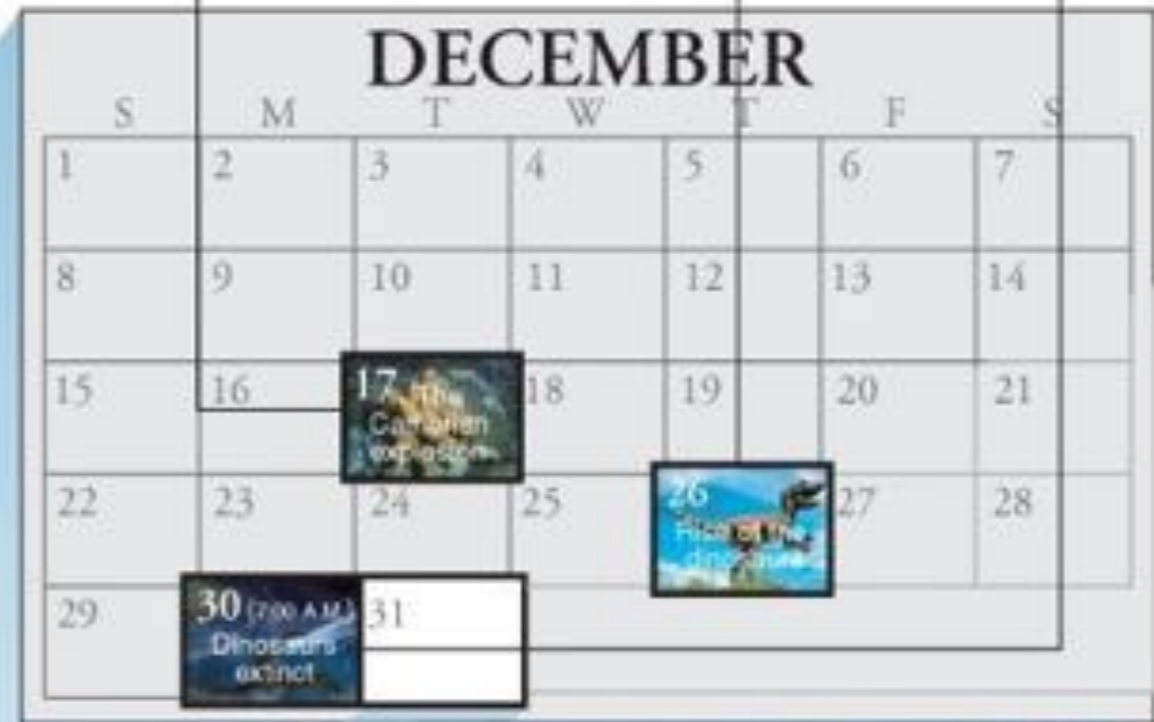 DECEMBER
S M T W T F S
1 2 3 4 5 6 7
8 9 10 11 12 13 14
15 16 17 The Cambrian explosion 18 19 20 21
22 23 24 25 26 Rise of the dinosaurs 27 28
29 30 (7:00 A.M.) Dinosaurs extinct 31